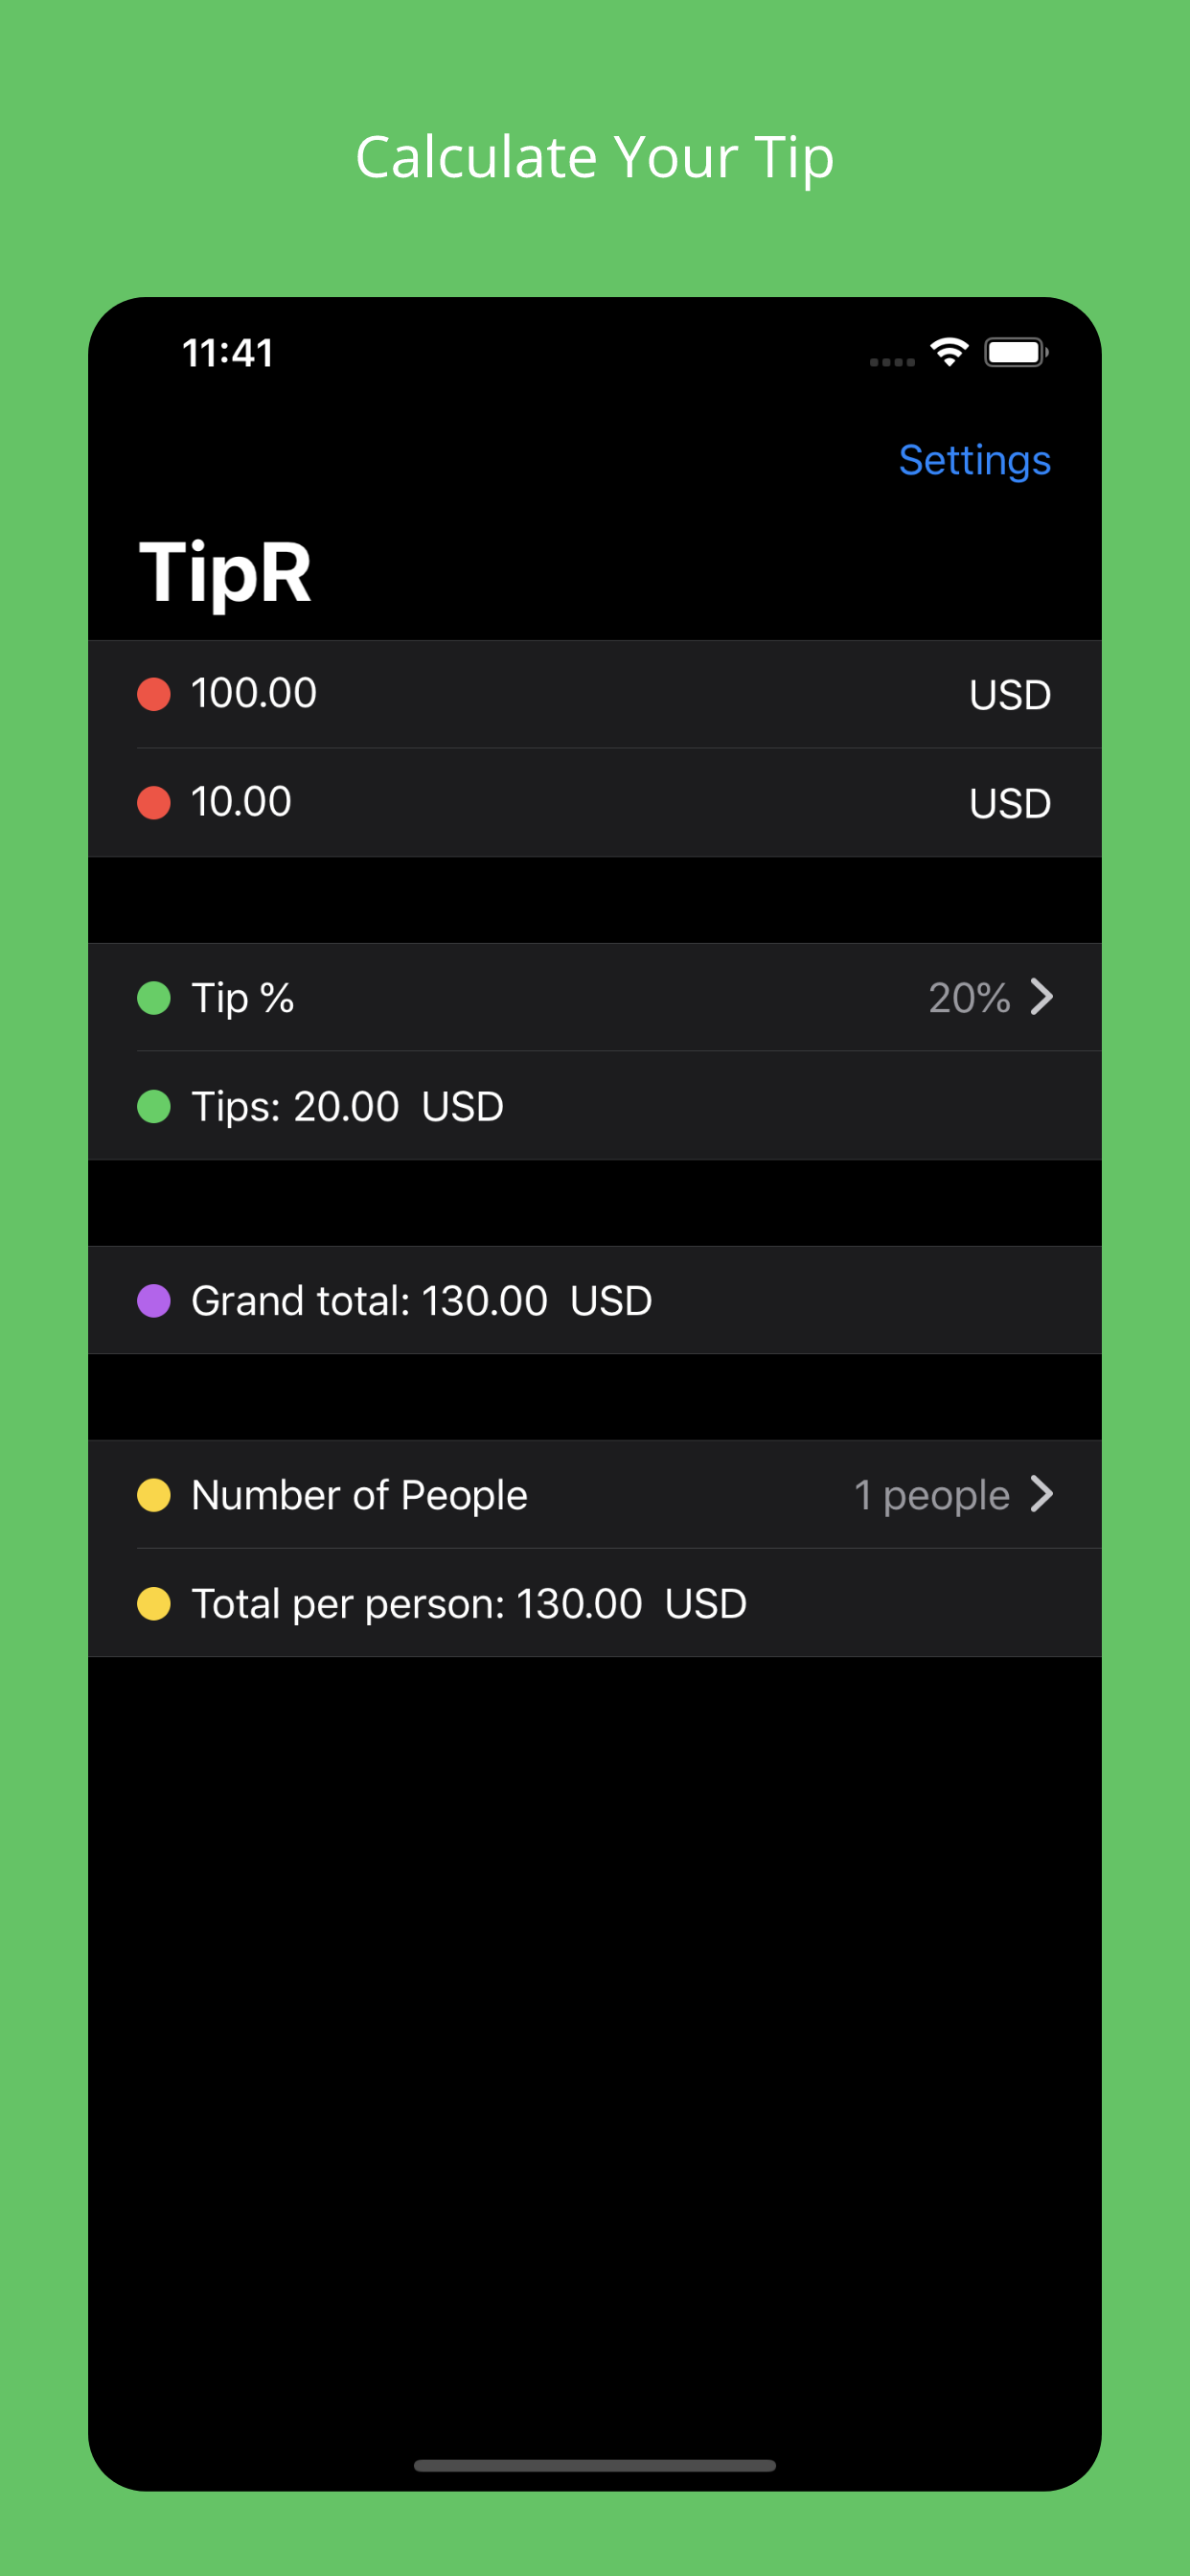 Calculate Your Tip
11:41
Settings
TipR
100.00 USD
10.00 USD
Tip % 20%
Tips: 20.00 USD
Grand total: 130.00 USD
Number of People 1 people
Total per person: 130.00 USD